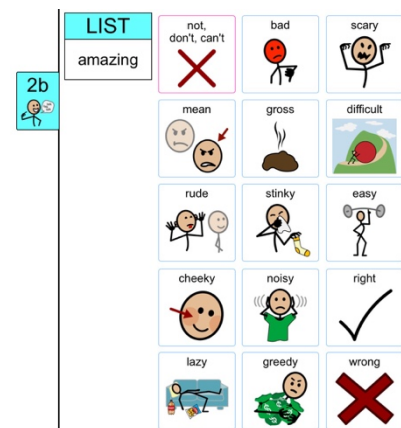 LIST
amazing
2b
not,
don't, can't
bad
scary
mean
gross
difficult
rude
stinky
easy
cheeky
noisy
right
lazy
greedy
wrong